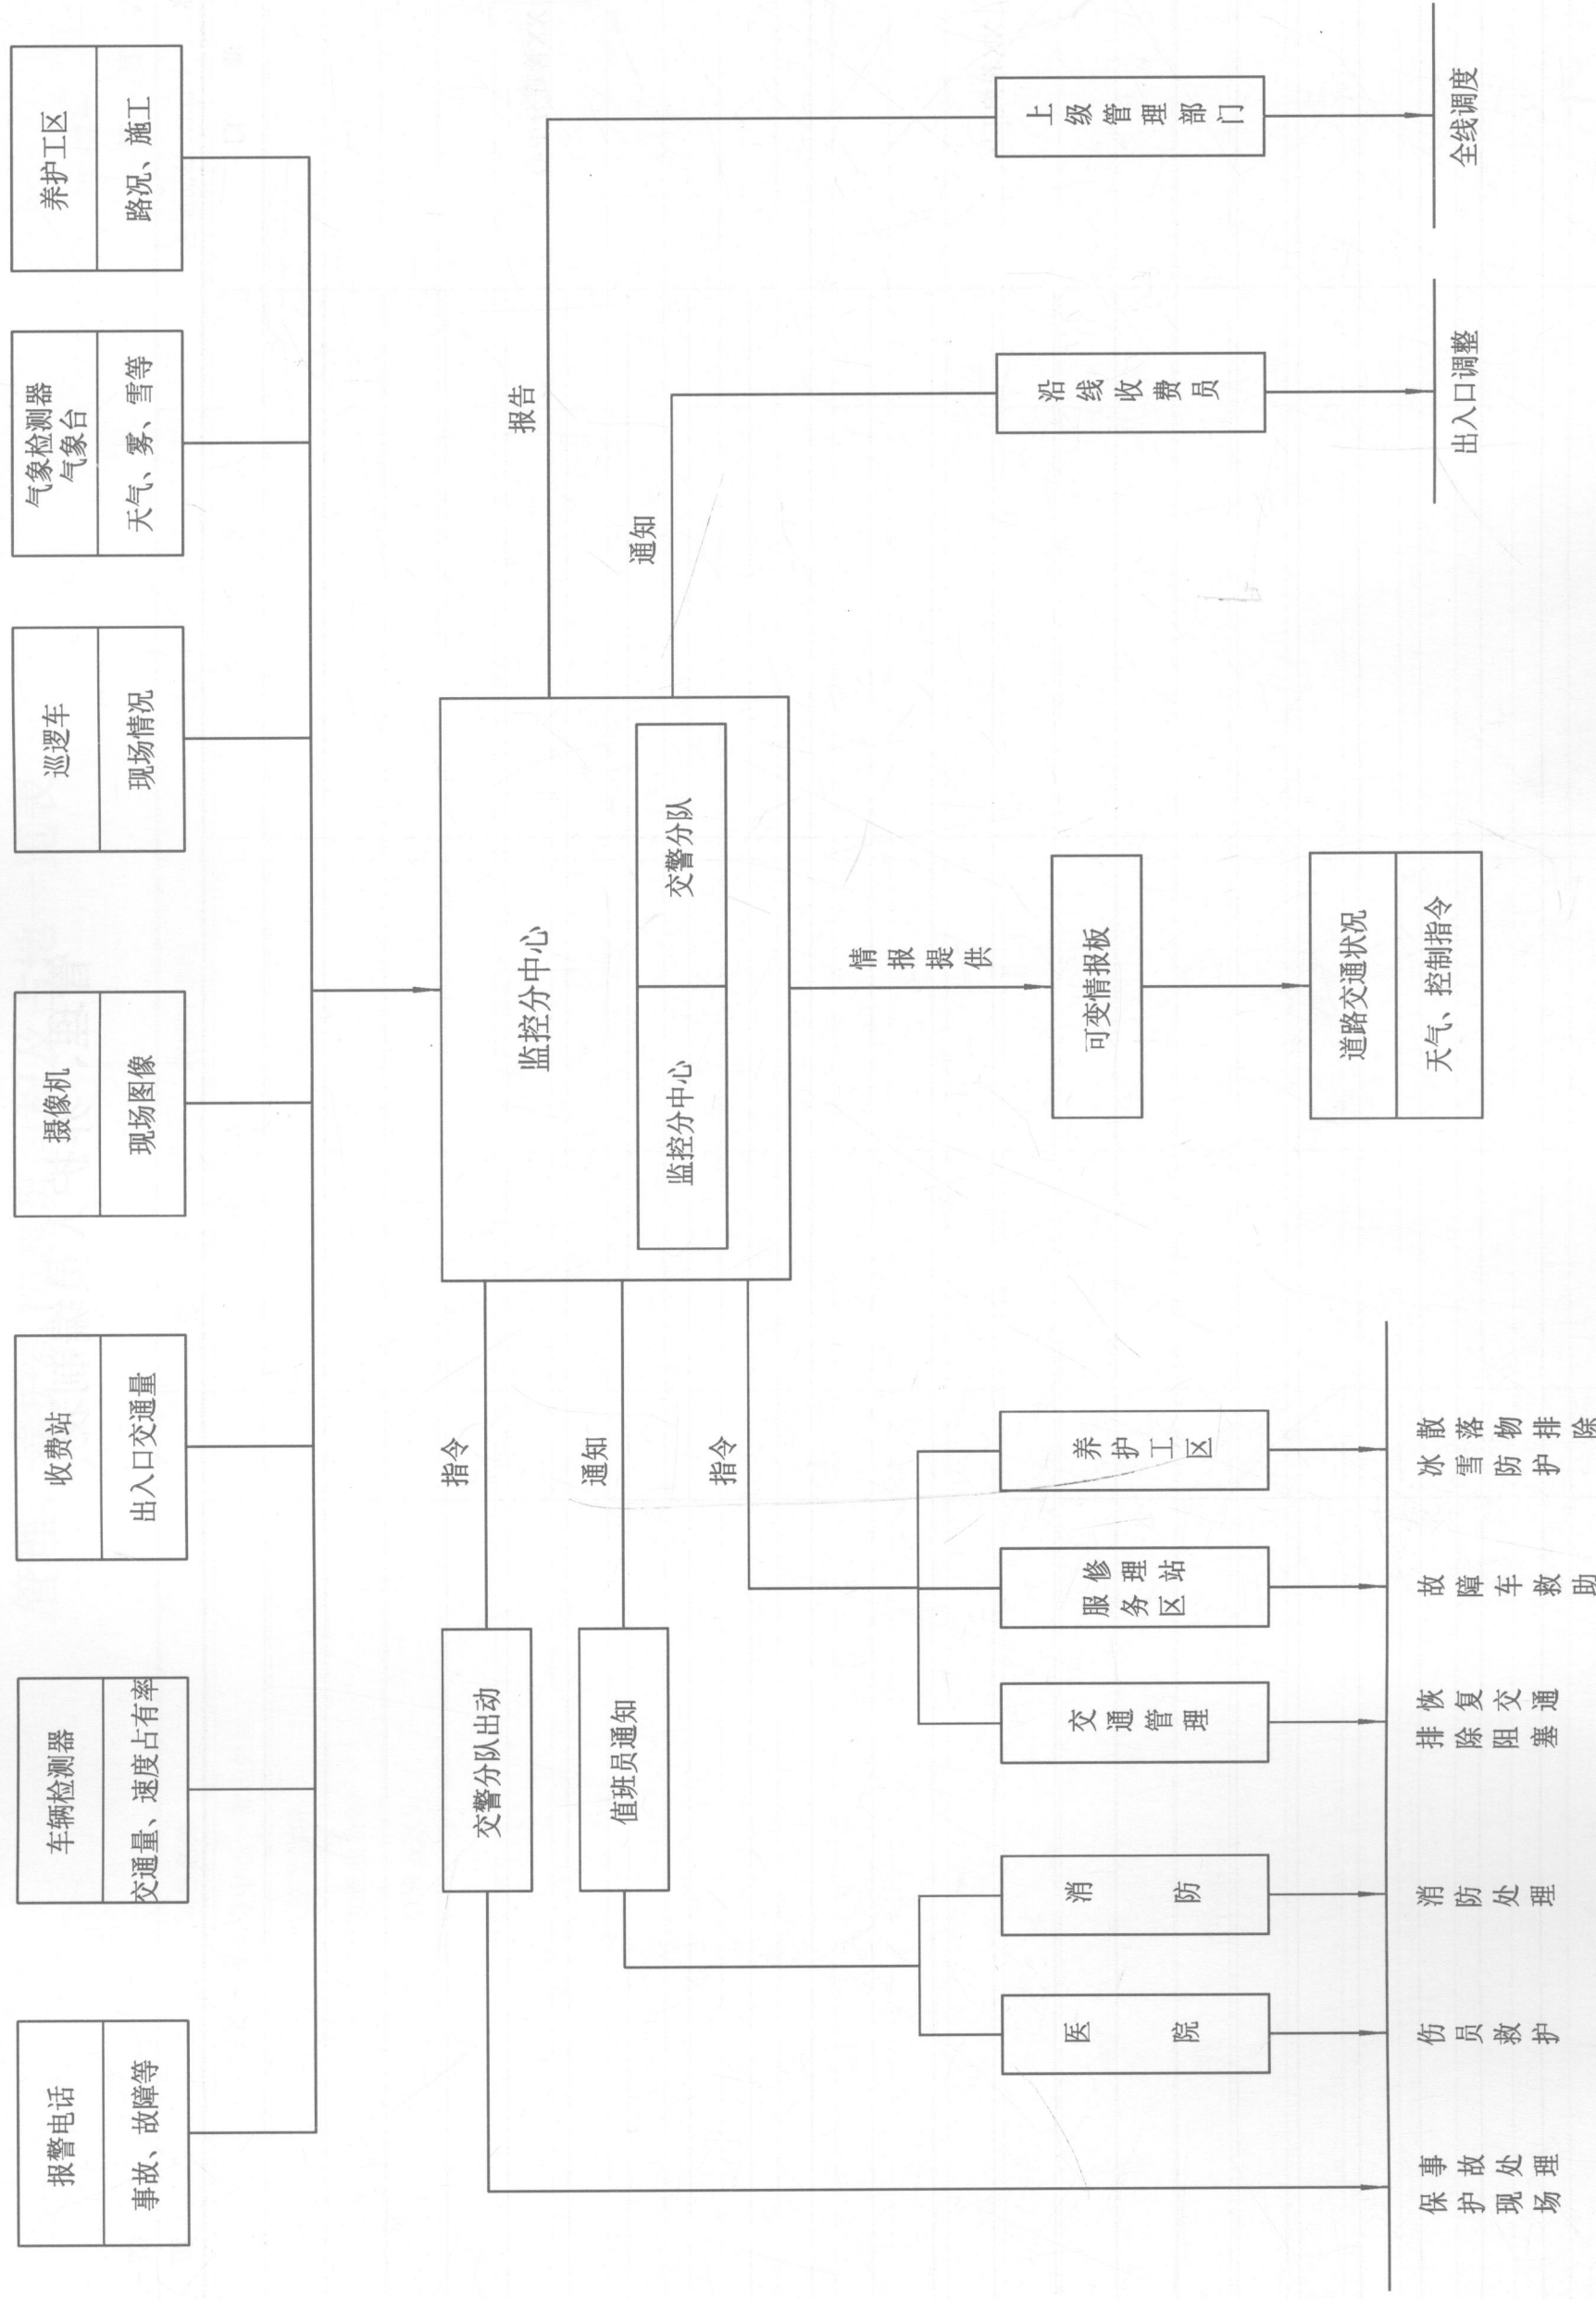 报警电话
事故、故障等
车辆检测器
交通量、速度占有率
收费站
出入口交通量
摄像机
现场图像
巡逻车
现场情况
气象检测器
气象台
天气、雾、雪等
养护工区
路况、施工
监控分中心
监控分中心
交警分队
指令
通知
指令
报告
通知
交警分队出动
值班员通知
情报提供
可变情报板
道路交通状况
天气、控制指令
医院
消防
交通管理
服务区
修理站
养护工区
沿线收费员
上级管理部门
保护现场
事故处理
伤员救护
消防处理
排除阻塞
恢复交通
故障车救助
冰雪防护
散落物排除
出入口调整
全线调度